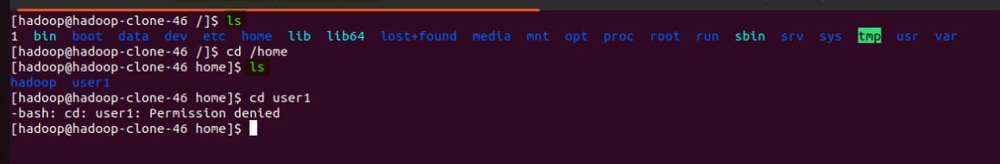 [hadoop@hadoop-clone-46 /]$ ls
1  bin  boot  data  dev  etc  home  lib  lib64  lost+found  media  mnt  opt  proc  root  run  sbin  srv  sys  tmp  usr  var
[hadoop@hadoop-clone-46 /]$ cd /home
[hadoop@hadoop-clone-46 home]$ ls
hadoop  user1
[hadoop@hadoop-clone-46 home]$ cd user1
-bash: cd: user1: Permission denied
[hadoop@hadoop-clone-46 home]$